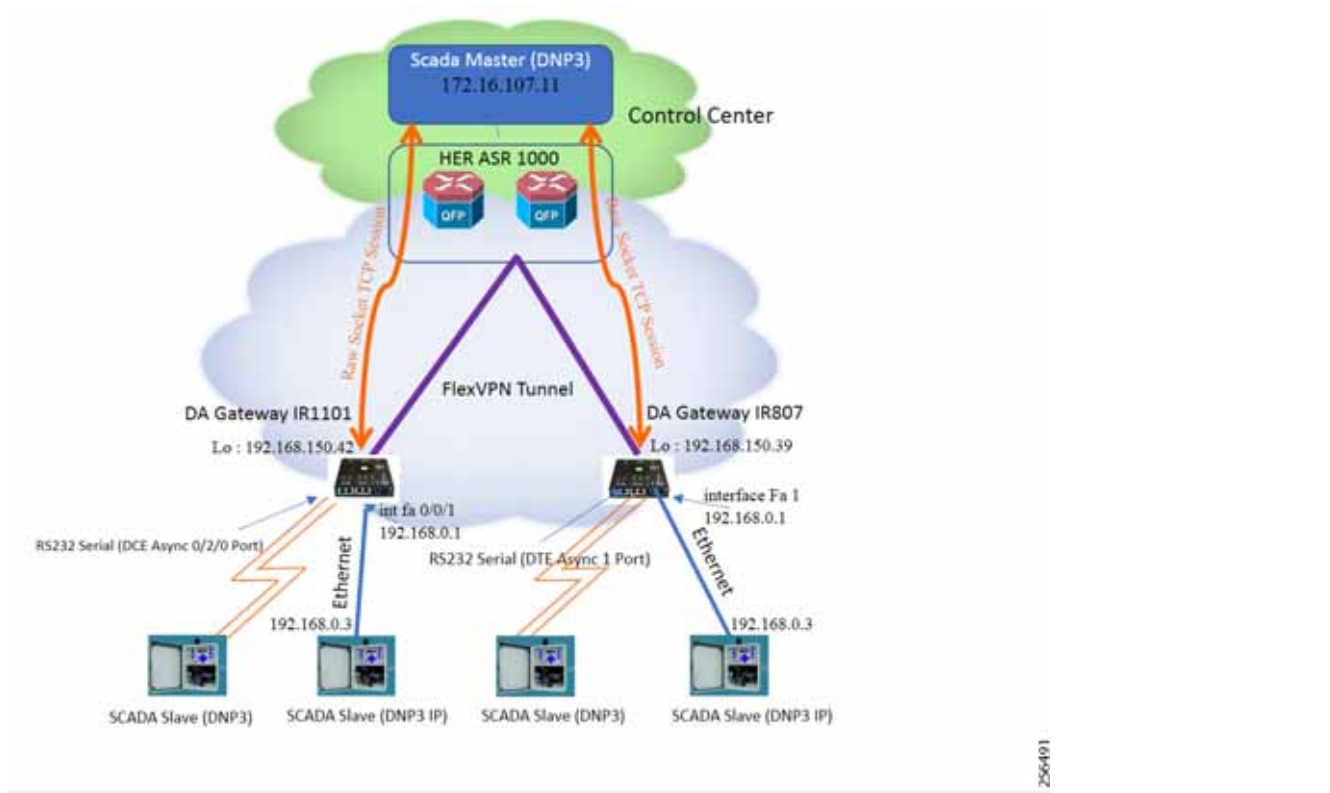 Scada Master (DNP3)
172.16.107.11
Control Center
HER ASR 1000
QFP
QFP
Raw Socket TCP Session
Raw Socket TCP Session
FlexVPN Tunnel
DA Gateway IR1101
DA Gateway IR807
Lo : 192.168.150.42
Lo : 192.168.150.39
int fa 0/0/1
192.168.0.1
interface Fa 1
192.168.0.1
RS232 Serial (DCE Async 0/2/0 Port)
RS232 Serial (DTE Async 1 Port)
Ethernet
Ethernet
192.168.0.3
192.168.0.3
SCADA Slave (DNP3)
SCADA Slave (DNP3 IP)
SCADA Slave (DNP3)
SCADA Slave (DNP3 IP)
256491